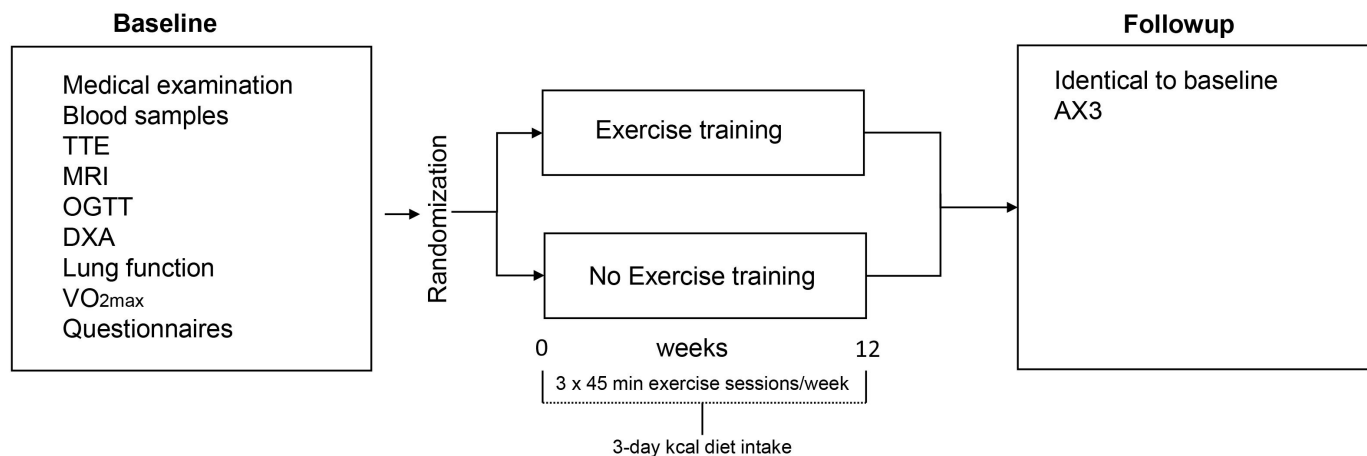 Baseline
Medical examination
Blood samples
TTE
MRI
OGTT
DXA
Lung function
VO2max
Questionnaires
Randomization
Exercise training
No Exercise training
0 weeks 12
3 x 45 min exercise sessions/week
3-day kcal diet intake
Followup
Identical to baseline
AX3